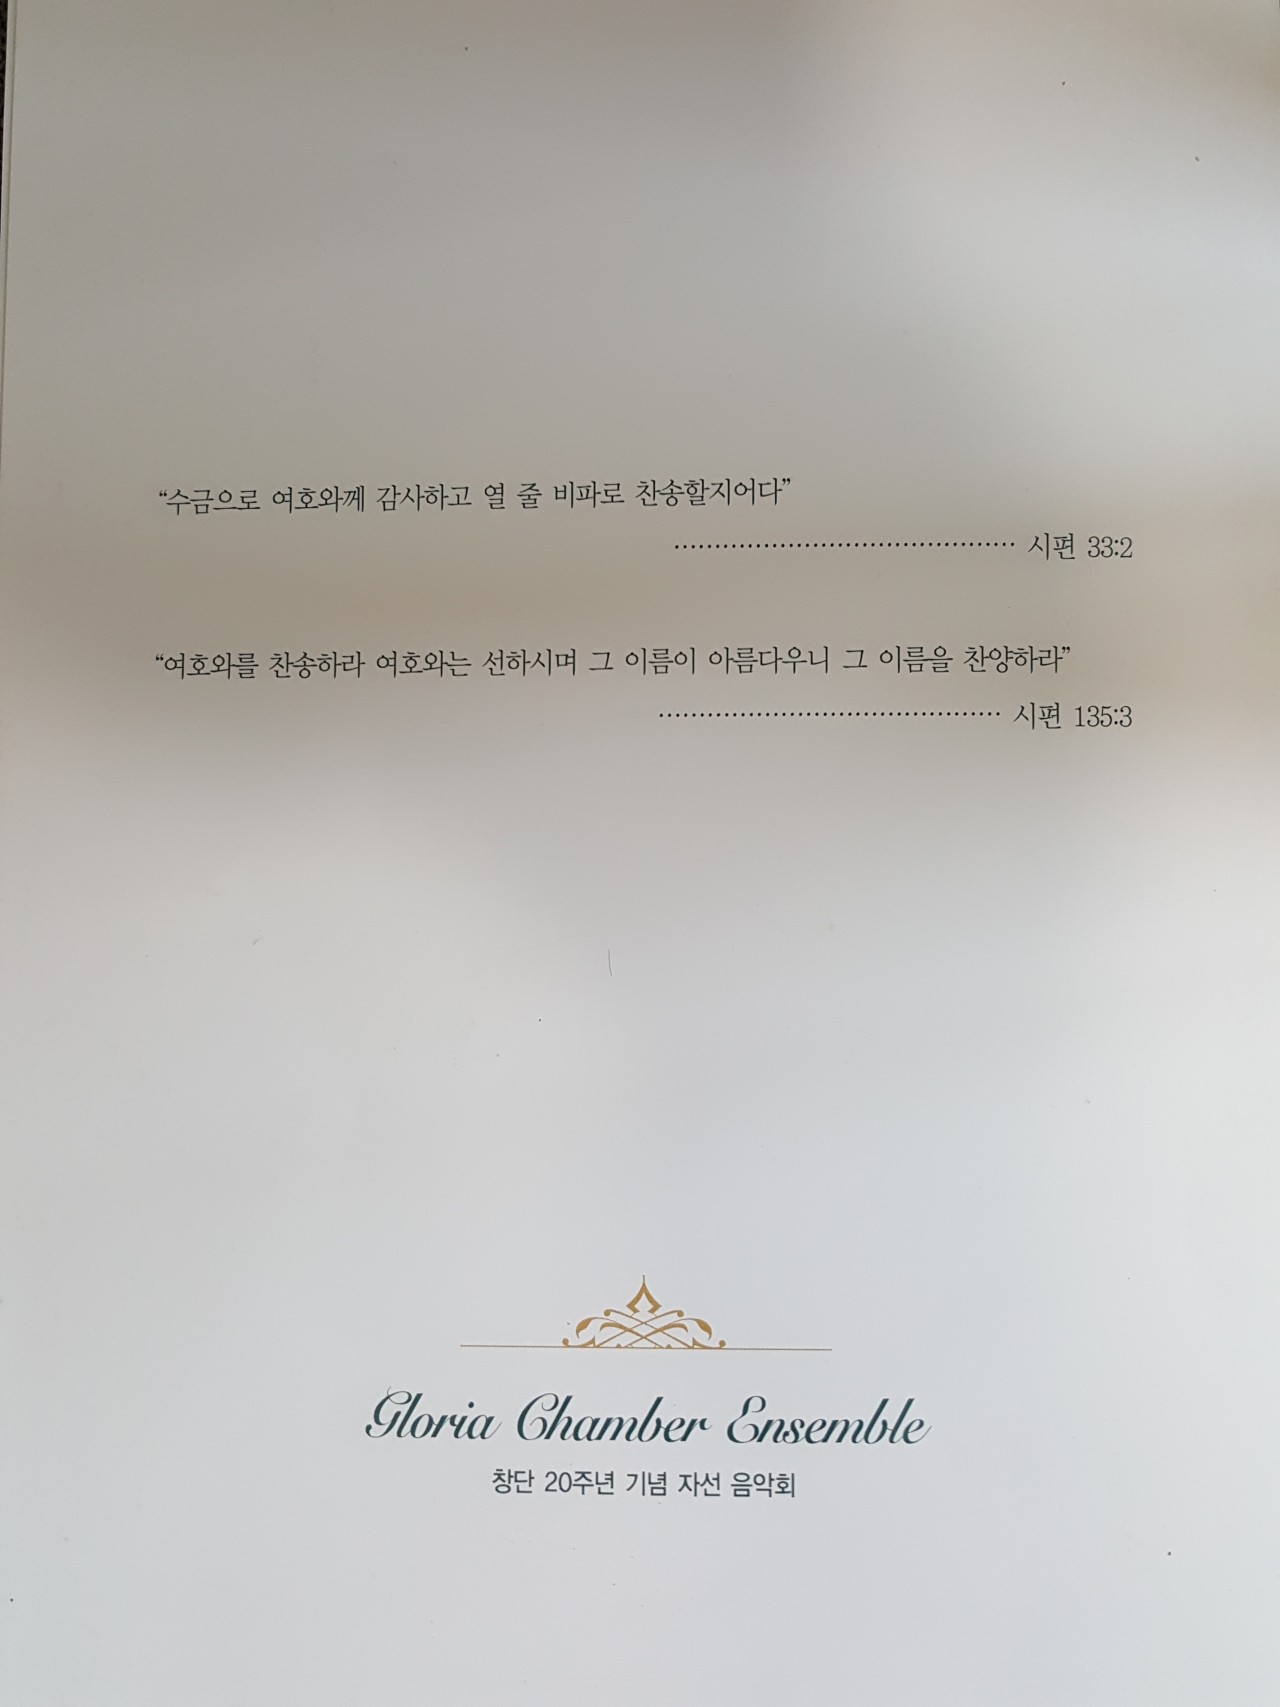 “수금으로 여호와께 감사하고 열 줄 비파로 찬송할지어다”
··········································· 시편 33:2
“여호와를 찬송하라 여호와는 선하시며 그 이름이 아름다우니 그 이름을 찬양하라”
··········································· 시편 135:3
Gloria Chamber Ensemble
창단 20주년 기념 자선 음악회